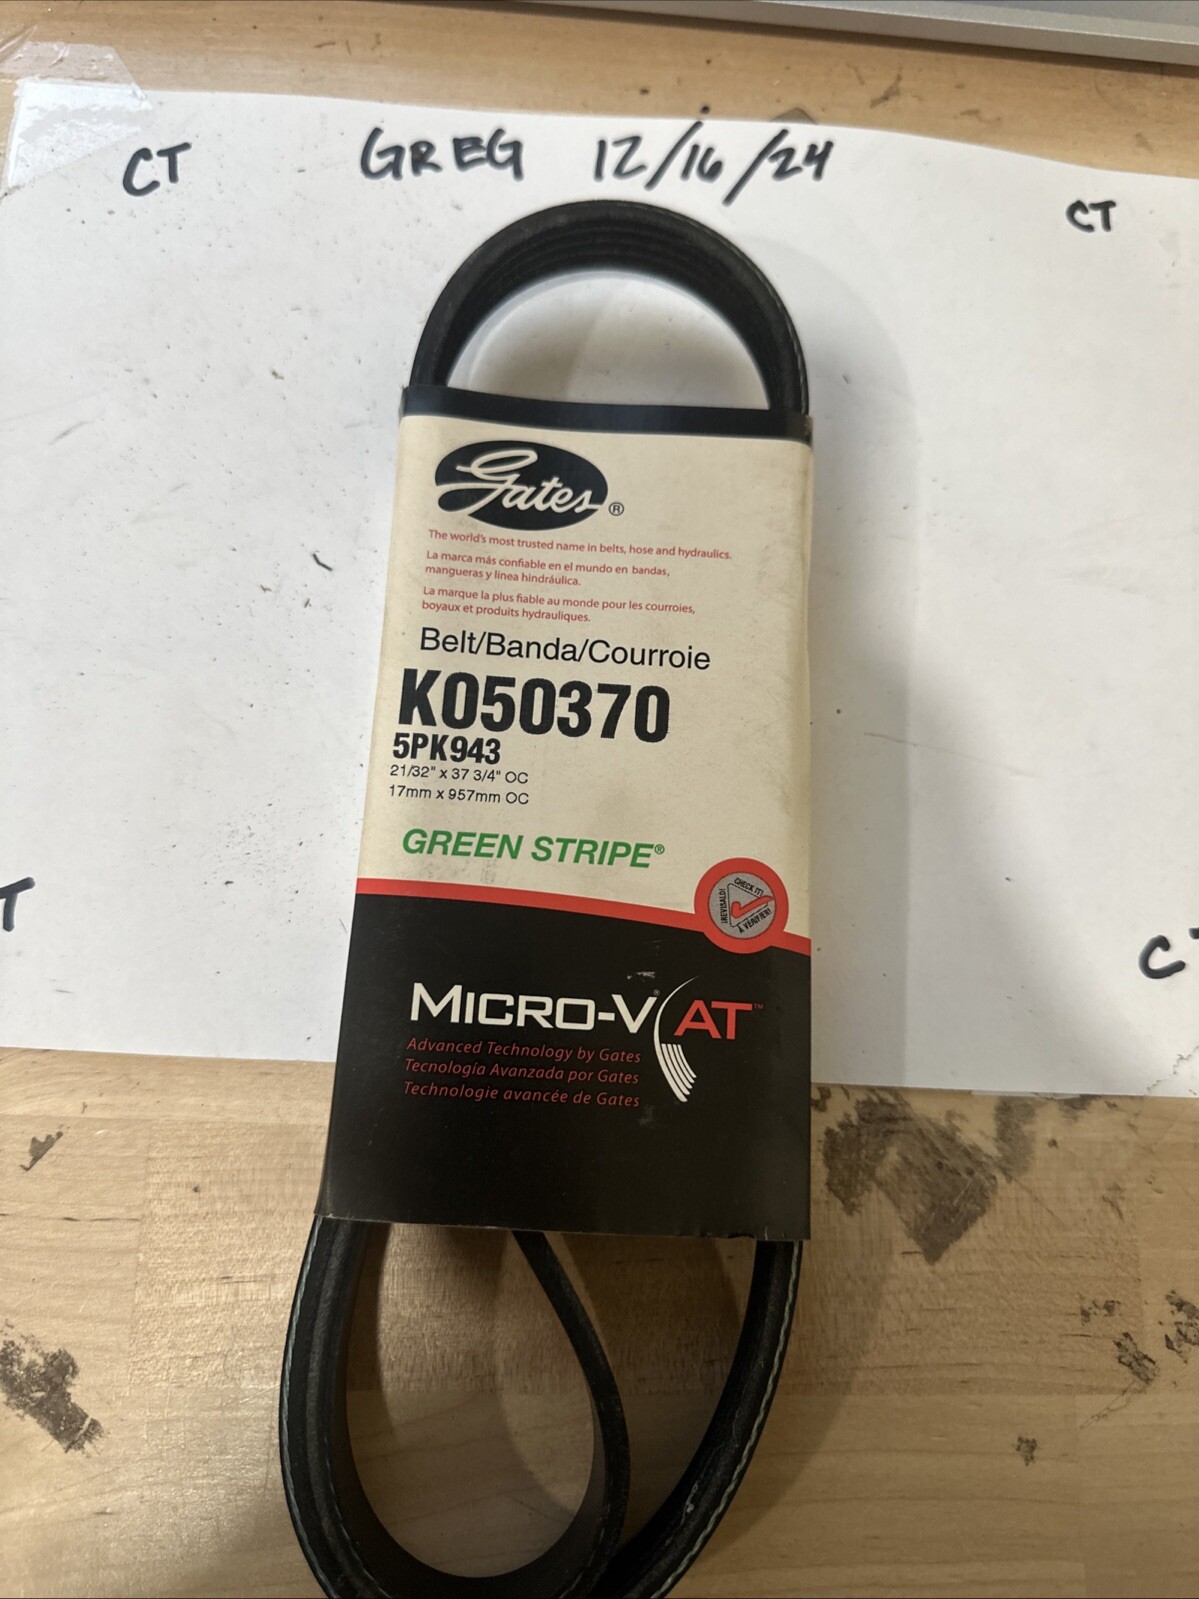 CT GREG 12/16/24 CT
Gates®
The world's most trusted name in belts, hose and hydraulics.
La marca más confiable en el mundo en bandas,
mangueras y linea hindráulica.
La marque la plus fiable au monde pour les courroies,
boyaux et produits hydrauliques.
Belt/Banda/Courroie
K050370
5PK943
21/32" x 37 3/4" OC
17mm x 957mm OC
GREEN STRIPE®
CHECK IT!
¡REVISALO!
À VÉRIFIER!
T
C
MICRO-V® AT™
Advanced Technology by Gates
Tecnología Avanzada por Gates
Technologie avancée de Gates